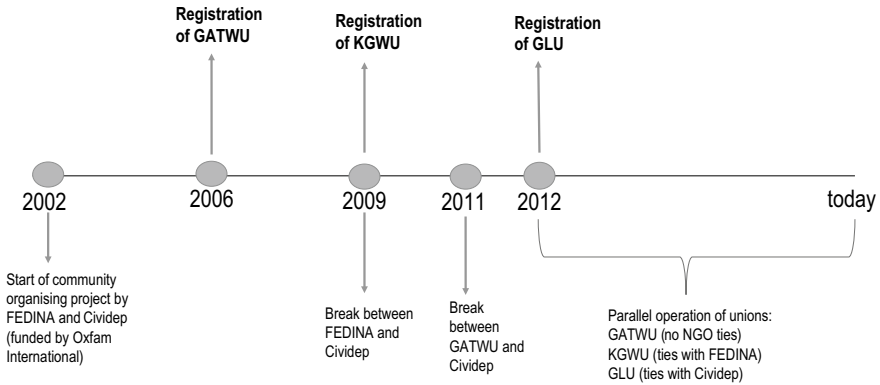 Registration
of GATWU
Registration
of KGWU
Registration
of GLU
2002
2006
2009
2011
2012
today
Start of community
organising project by
FEDINA and Cividep
(funded by Oxfam
International)
Break between
FEDINA and
Cividep
Break
between
GATWU and
Cividep
Parallel operation of unions:
GATWU (no NGO ties)
KGWU (ties with FEDINA)
GLU (ties with Cividep)